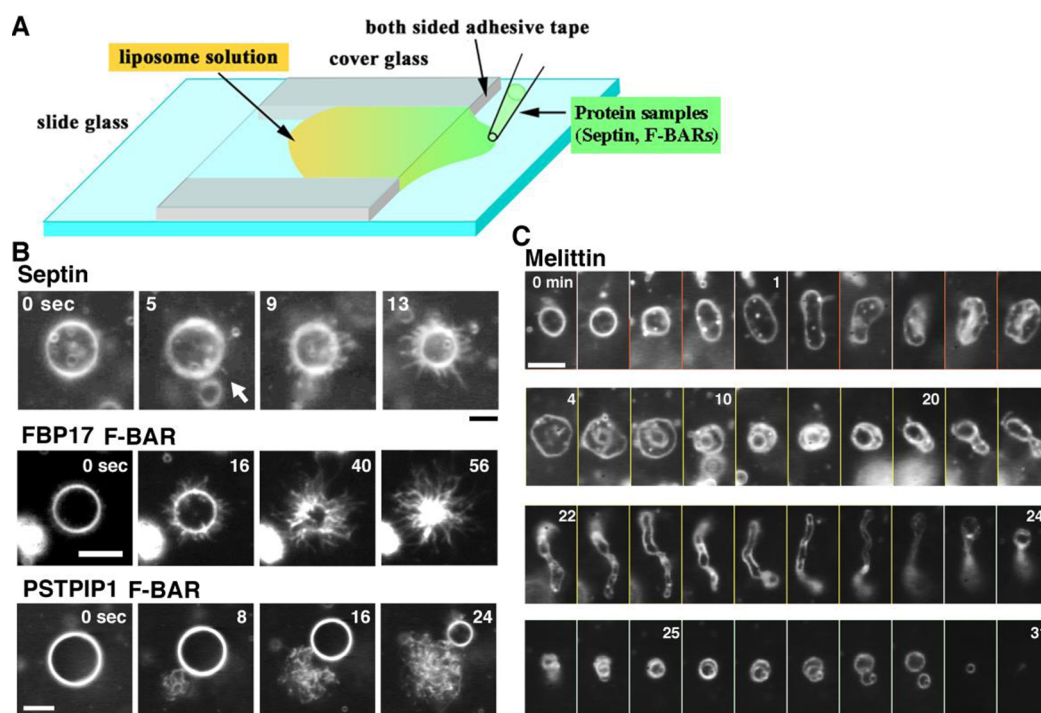 A
both sided adhesive tape
liposome solution
cover glass
slide glass
Protein samples
(Septin, F-BARs)
B
Septin
0 sec
5
9
13
FBP17 F-BAR
0 sec
16
40
56
PSTPIP1 F-BAR
0 sec
8
16
24
C
Melittin
0 min
1
4
10
20
22
24
25
31